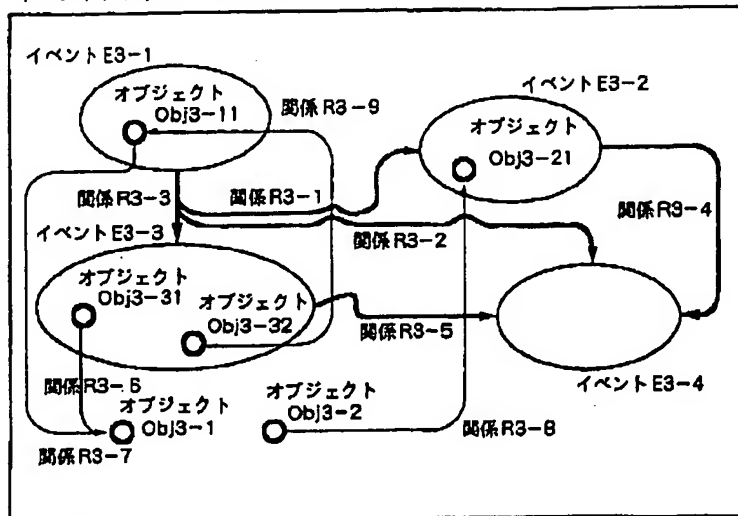 イベントE3-1
オブジェクト
Obj3-11
関係R3-9
イベントE3-2
オブジェクト
Obj3-21
関係R3-3
関係R3-1
関係R3-4
イベントE3-3
関係R3-2
オブジェクト
Obj3-31
オブジェクト
Obj3-32
関係R3-5
関係R3-6
イベントE3-4
オブジェクト
Obj3-1
オブジェクト
Obj3-2
関係R3-7
関係R3-8